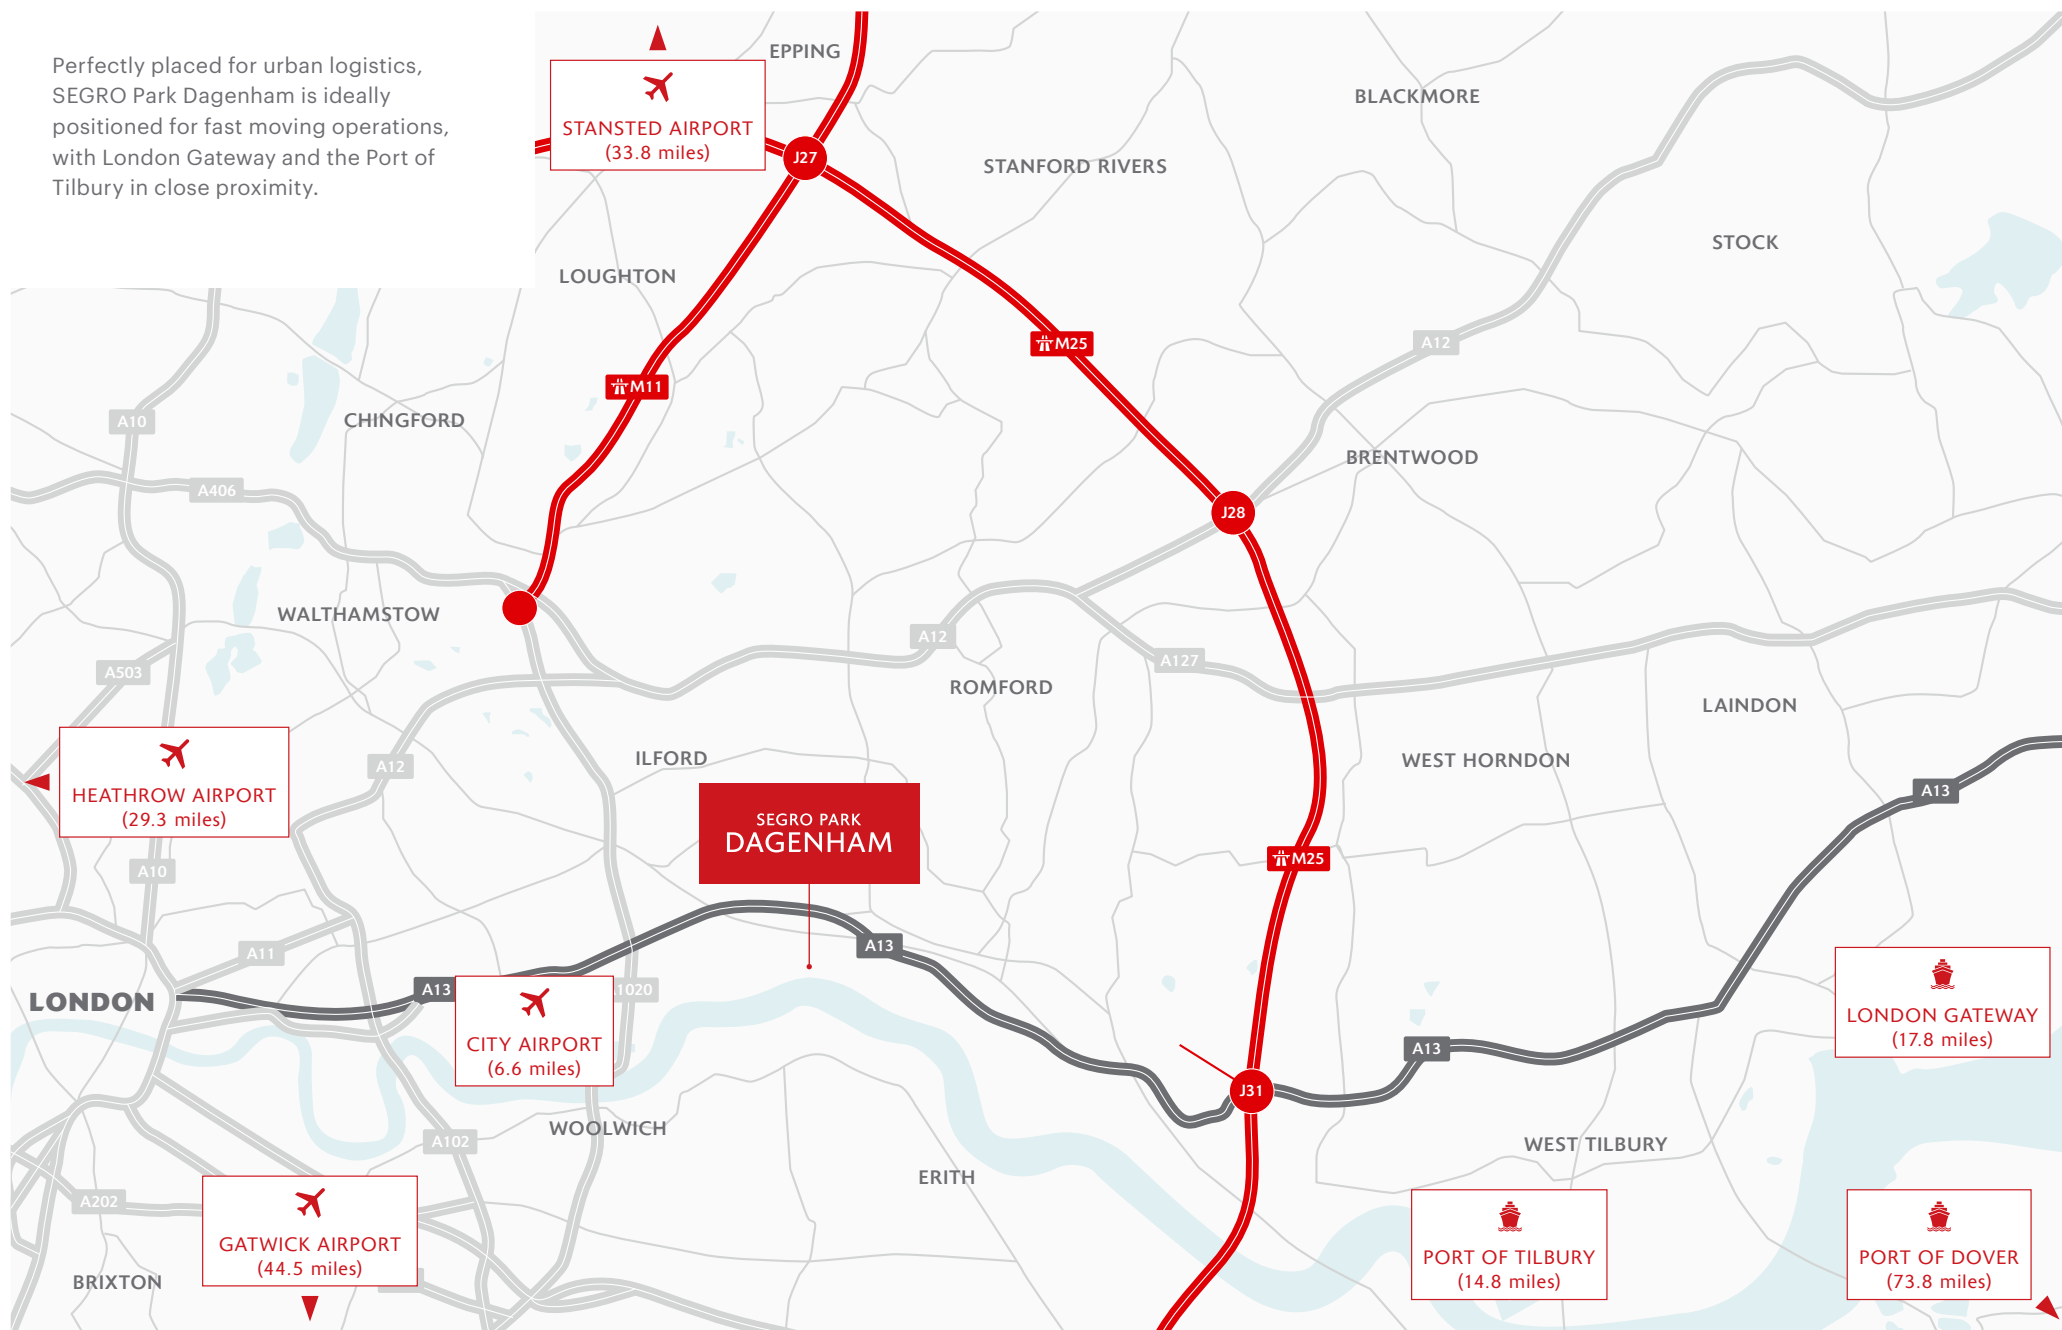 Perfectly placed for urban logistics,
SEGRO Park Dagenham is ideally
positioned for fast moving operations,
with London Gateway and the Port of
Tilbury in close proximity.
EPPING
STANSTED AIRPORT
(33.8 miles)
J27
BLACKMORE
STANFORD RIVERS
STOCK
LOUGHTON
M25
A12
M11
CHINGFORD
A10
BRENTWOOD
A406
J28
WALTHAMSTOW
A12
A127
A503
ROMFORD
LAINDON
HEATHROW AIRPORT
(29.3 miles)
A12
ILFORD
WEST HORNDON
A13
SEGRO PARK
DAGENHAM
M25
A10
A11
A13
LONDON
A13
1020
CITY AIRPORT
(6.6 miles)
LONDON GATEWAY
(17.8 miles)
A13
J31
WOOLWICH
A102
WEST TILBURY
ERITH
A202
GATWICK AIRPORT
(44.5 miles)
BRIXTON
PORT OF TILBURY
(14.8 miles)
PORT OF DOVER
(73.8 miles)